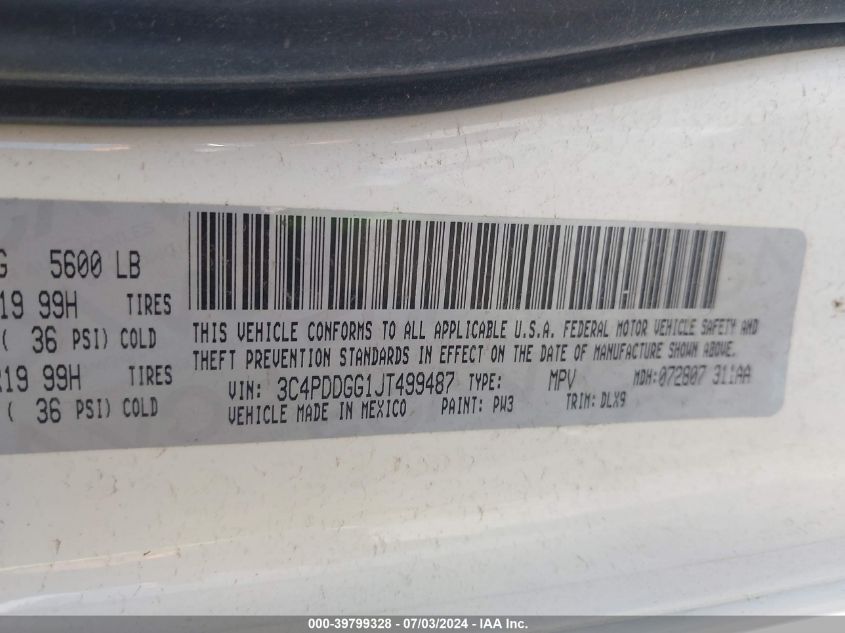 G 5600 LB
19 99H TIRES
( 36 PSI) COLD
R19 99H TIRES
( 36 PSI) COLD
THIS VEHICLE CONFORMS TO ALL APPLICABLE U.S.A. FEDERAL MOTOR VEHICLE SAFETY AND
THEFT PREVENTION STANDARDS IN EFFECT ON THE DATE OF MANUFACTURE SHOWN ABOVE.
VIN: 3C4PDDGG1JT499487 TYPE: MPV MDH:072807 311AA
VEHICLE MADE IN MEXICO PAINT: PW3 TRIM: DLX9
000-39799328 - 07/03/2024 - IAA Inc.